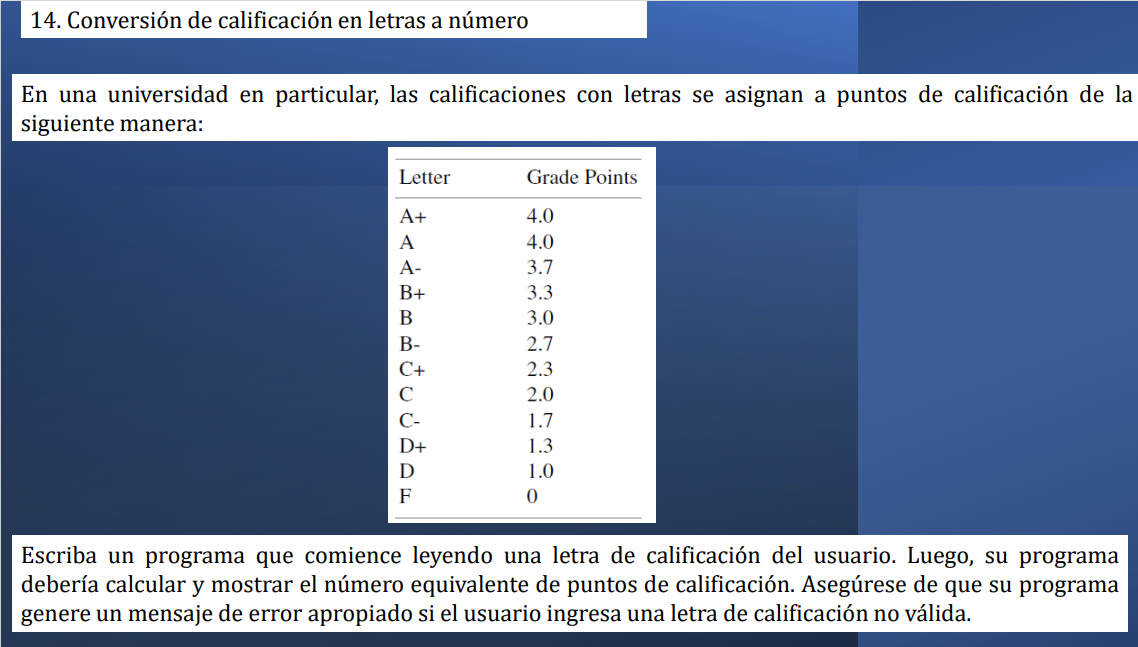 14. Conversión de calificación en letras a número
En una universidad en particular, las calificaciones con letras se asignan a puntos de calificación de la
siguiente manera:
Letter Grade Points
A+ 4.0
A 4.0
A- 3.7
B+ 3.3
B 3.0
B- 2.7
C+ 2.3
C 2.0
C- 1.7
D+ 1.3
D 1.0
F 0
Escriba un programa que comience leyendo una letra de calificación del usuario. Luego, su programa
debería calcular y mostrar el número equivalente de puntos de calificación. Asegúrese de que su programa
genere un mensaje de error apropiado si el usuario ingresa una letra de calificación no válida.